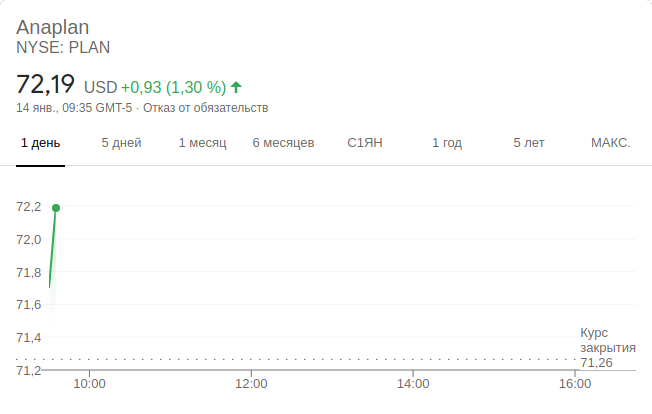 Anaplan
NYSE: PLAN
72,19 USD +0,93 (1,30 %)
14 янв., 09:35 GMT-5 · Отказ от обязательств
1 день 5 дней 1 месяц 6 месяцев С1ЯН 1 год 5 лет МАКС.
72,2
72,0
71,8
71,6
71,4
71,2
Курс
закрытия
71,26
10:00 12:00 14:00 16:00